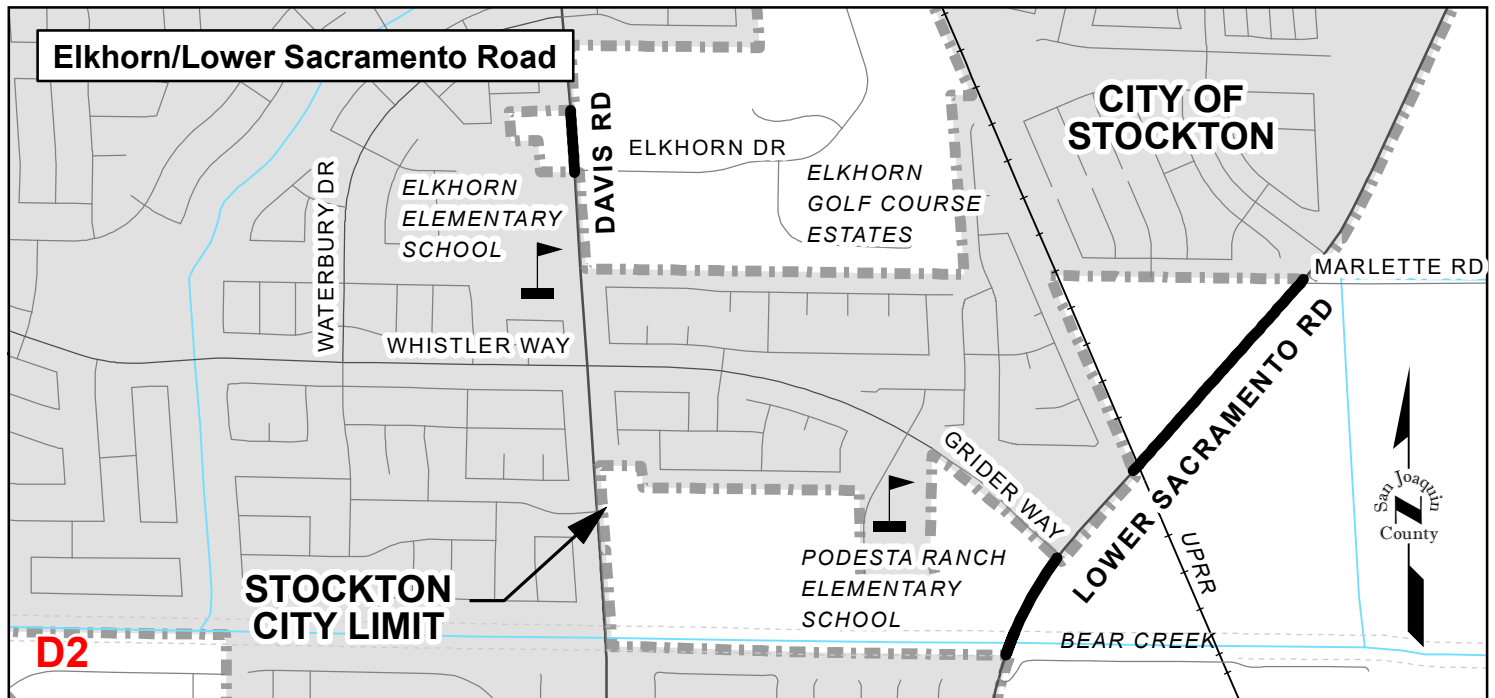 Elkhorn/Lower Sacramento Road
CITY OF
STOCKTON
DAVIS RD
ELKHORN DR
ELKHORN
GOLF COURSE
ESTATES
ELKHORN
ELEMENTARY
SCHOOL
WATERBURY DR
MARLETTE RD
WHISTLER WAY
LOWER SACRAMENTO RD
GRIDER WAY
San Joaquin
County
UPRR
PODESTA RANCH
ELEMENTARY
SCHOOL
STOCKTON
CITY LIMIT
BEAR CREEK
D2